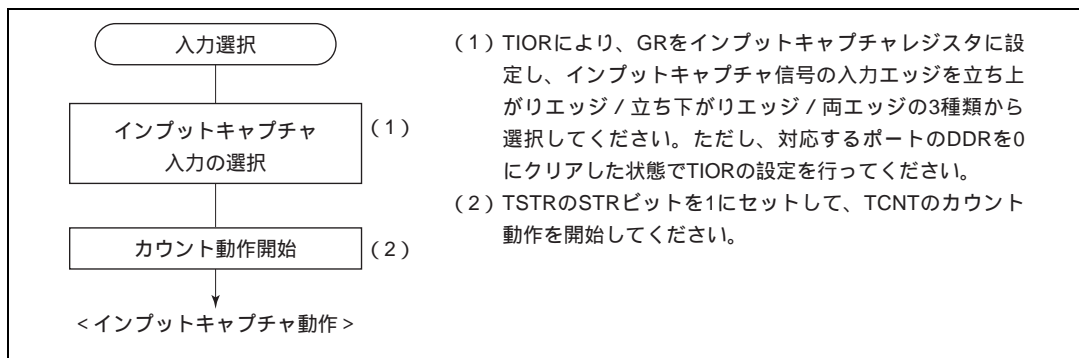 入力選択
インプットキャプチャ
入力の選択
(1)
カウント動作開始
(2)
<インプットキャプチャ動作>
(1)TIORにより、GRをインプットキャプチャレジスタに設
定し、インプットキャプチャ信号の入力エッジを立ち上
がりエッジ/立ち下がりエッジ/両エッジの3種類から
選択してください。ただし、対応するポートのDDRを0
にクリアした状態でTIORの設定を行ってください。
(2)TSTRのSTRビットを1にセットして、TCNTのカウント
動作を開始してください。